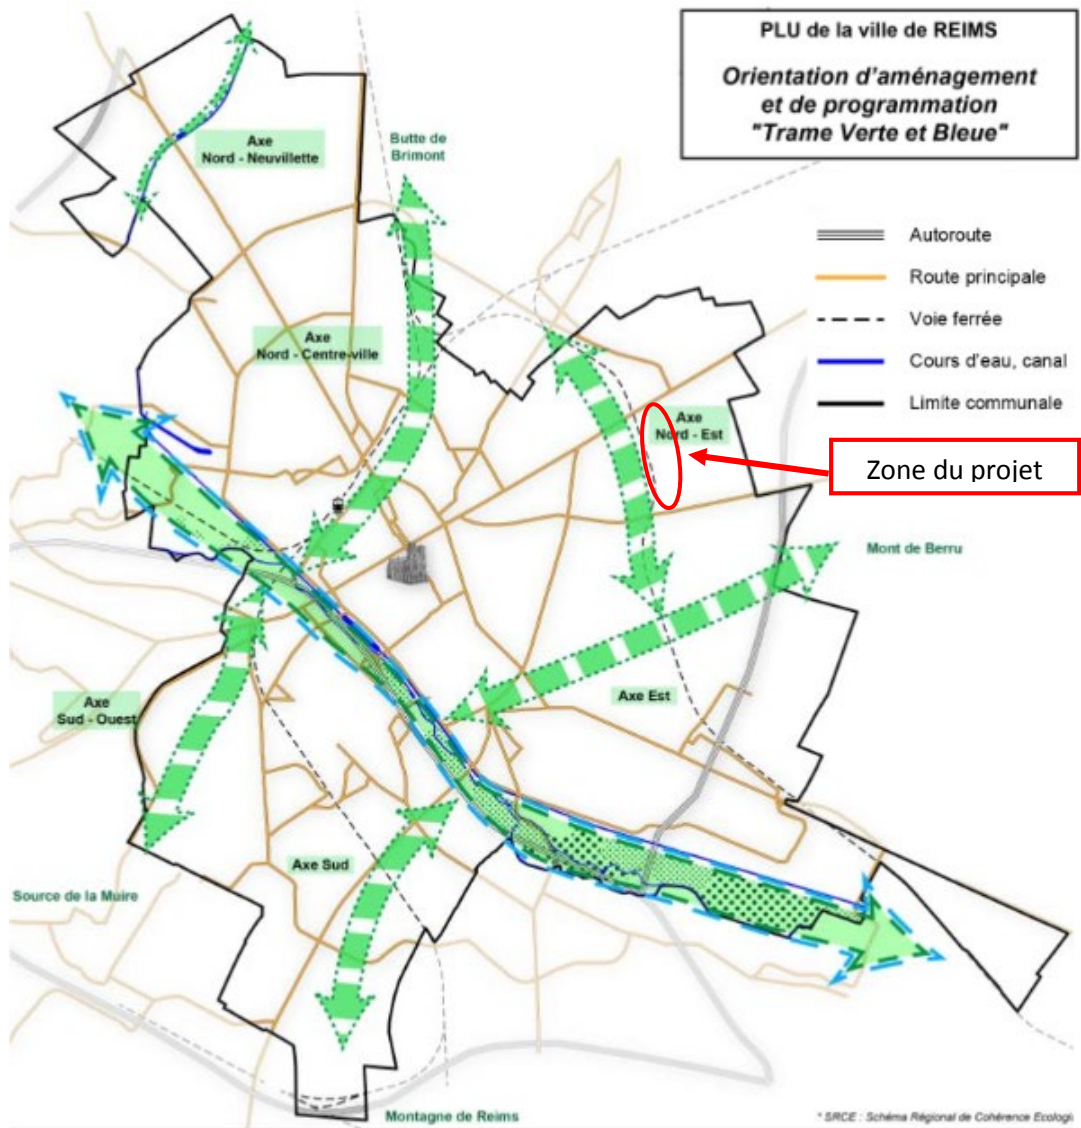 PLU de la ville de REIMS
Orientation d'aménagement
et de programmation
"Trame Verte et Bleue"
Autoroute
Route principale
Voie ferrée
Cours d'eau, canal
Limite communale
Zone du projet
Axe
Nord - Neuvillette
Butte de
Brimont
Axe
Nord - Centre-ville
Axe
Nord - Est
Mont de Berru
Axe Est
Axe
Sud - Ouest
Axe Sud
Source de la Muire
Montagne de Reims
* SRCE : Schéma Régional de Cohérence Ecologi